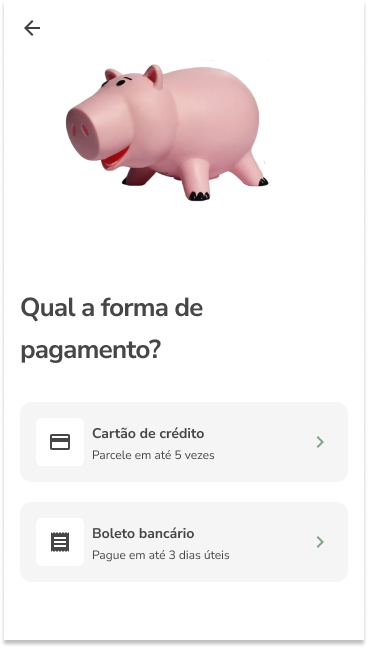 Qual a forma de
pagamento?
Cartão de crédito
Parcele em até 5 vezes
Boleto bancário
Pague em até 3 dias úteis